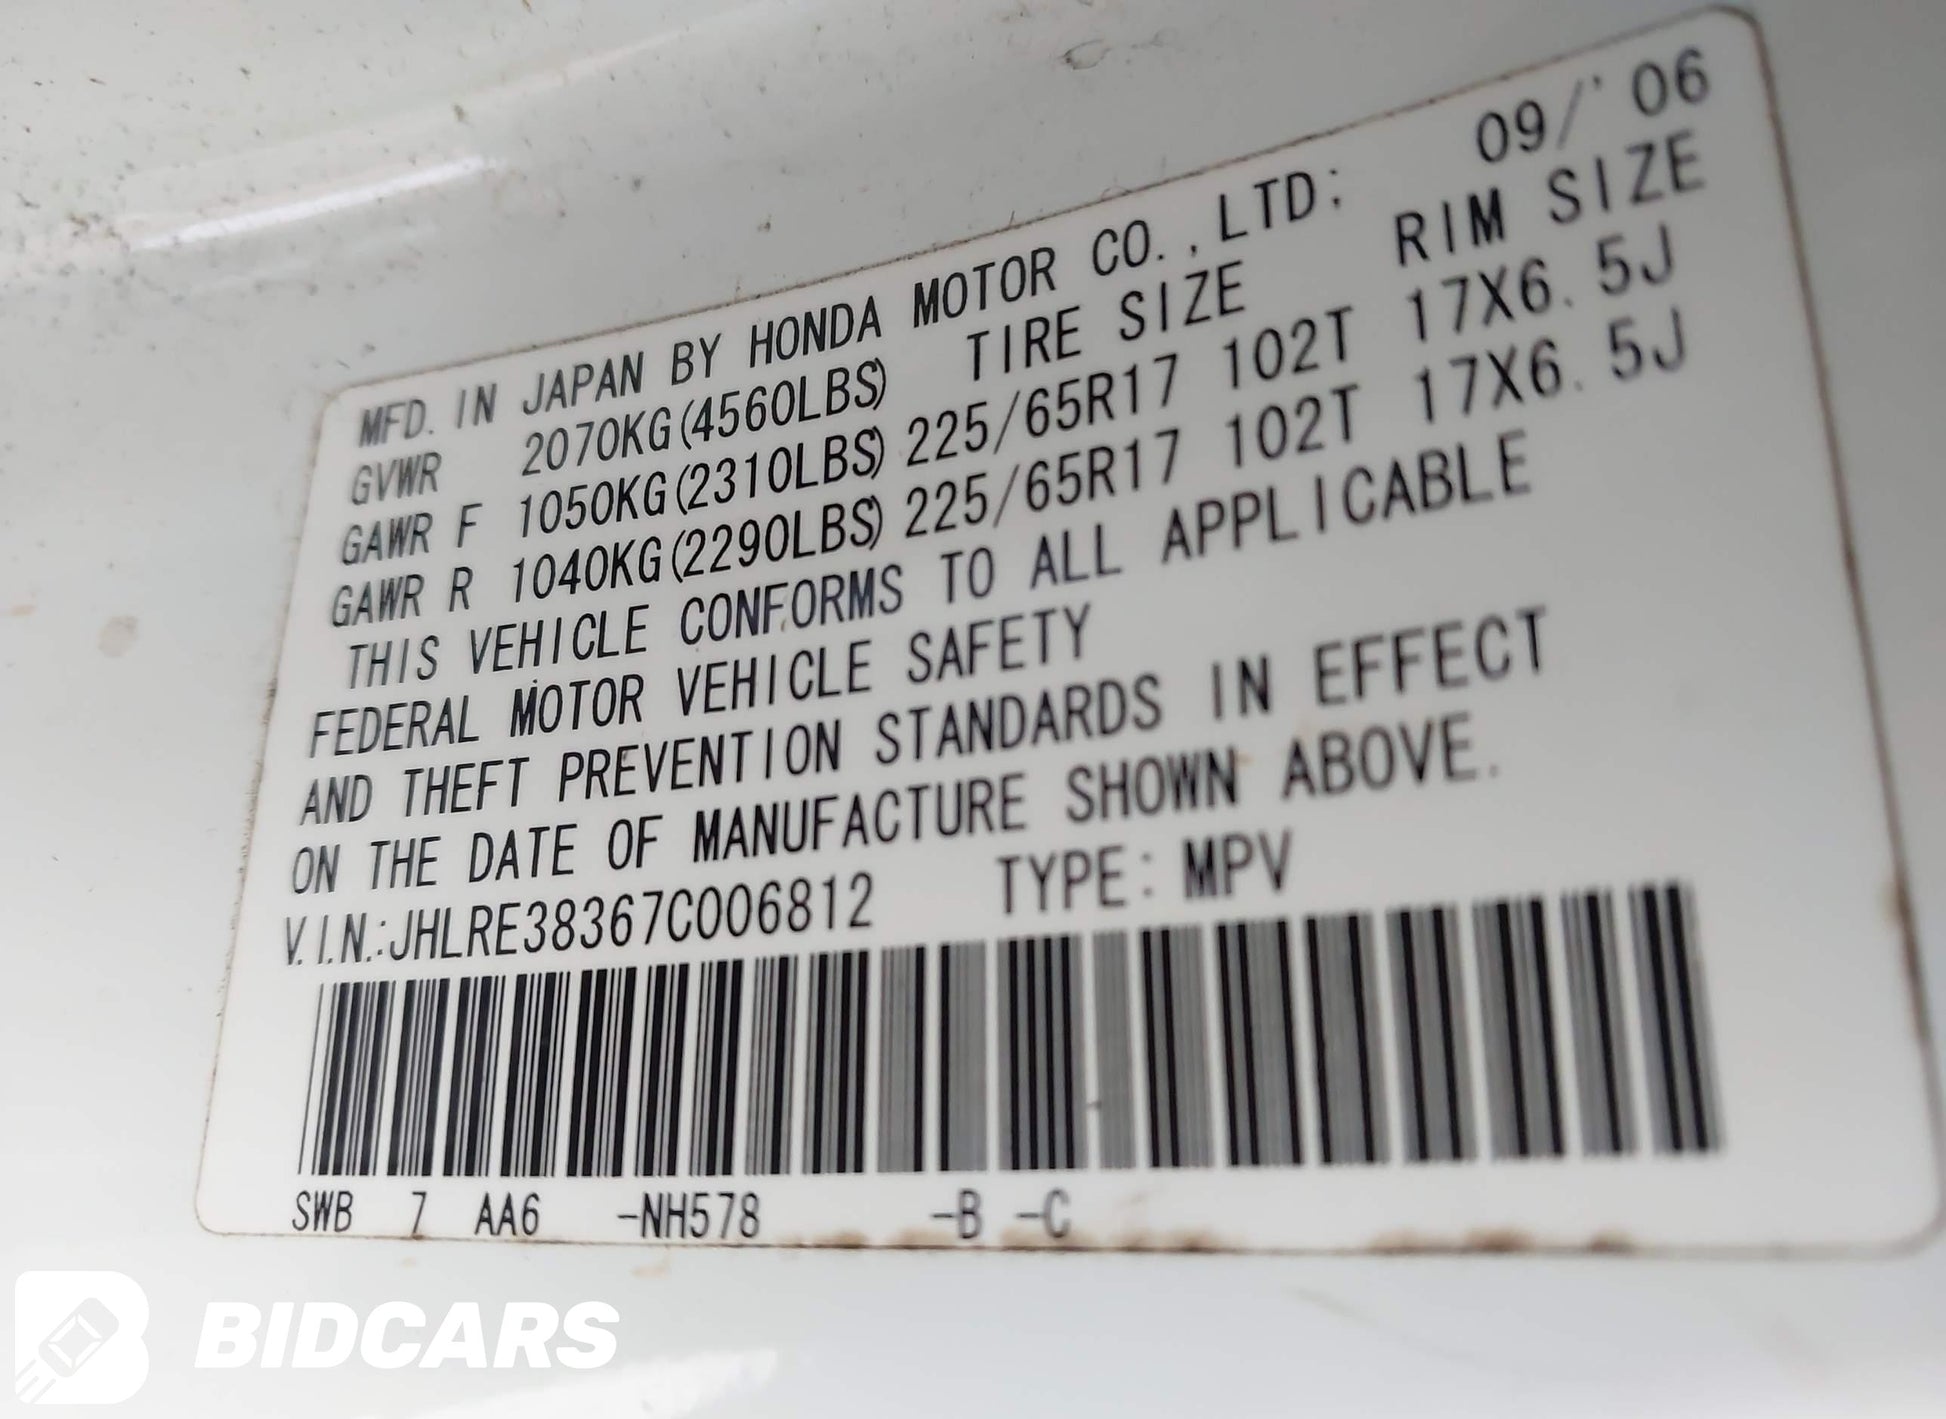 MFD. IN JAPAN BY HONDA MOTOR CO., LTD: 09/'06
GVWR 2070KG(4560LBS) TIRE SIZE RIM SIZE
GAWR F 1050KG(2310LBS) 225/65R17 102T 17X6.5J
GAWR R 1040KG(2290LBS) 225/65R17 102T 17X6.5J
THIS VEHICLE CONFORMS TO ALL APPLICABLE
FEDERAL MOTOR VEHICLE SAFETY
AND THEFT PREVENTION STANDARDS IN EFFECT
ON THE DATE OF MANUFACTURE SHOWN ABOVE.
V.I.N.:JHLRE38367C006812 TYPE: MPV
SWB 7 AA6 -NH578 -B -C
BIDCARS